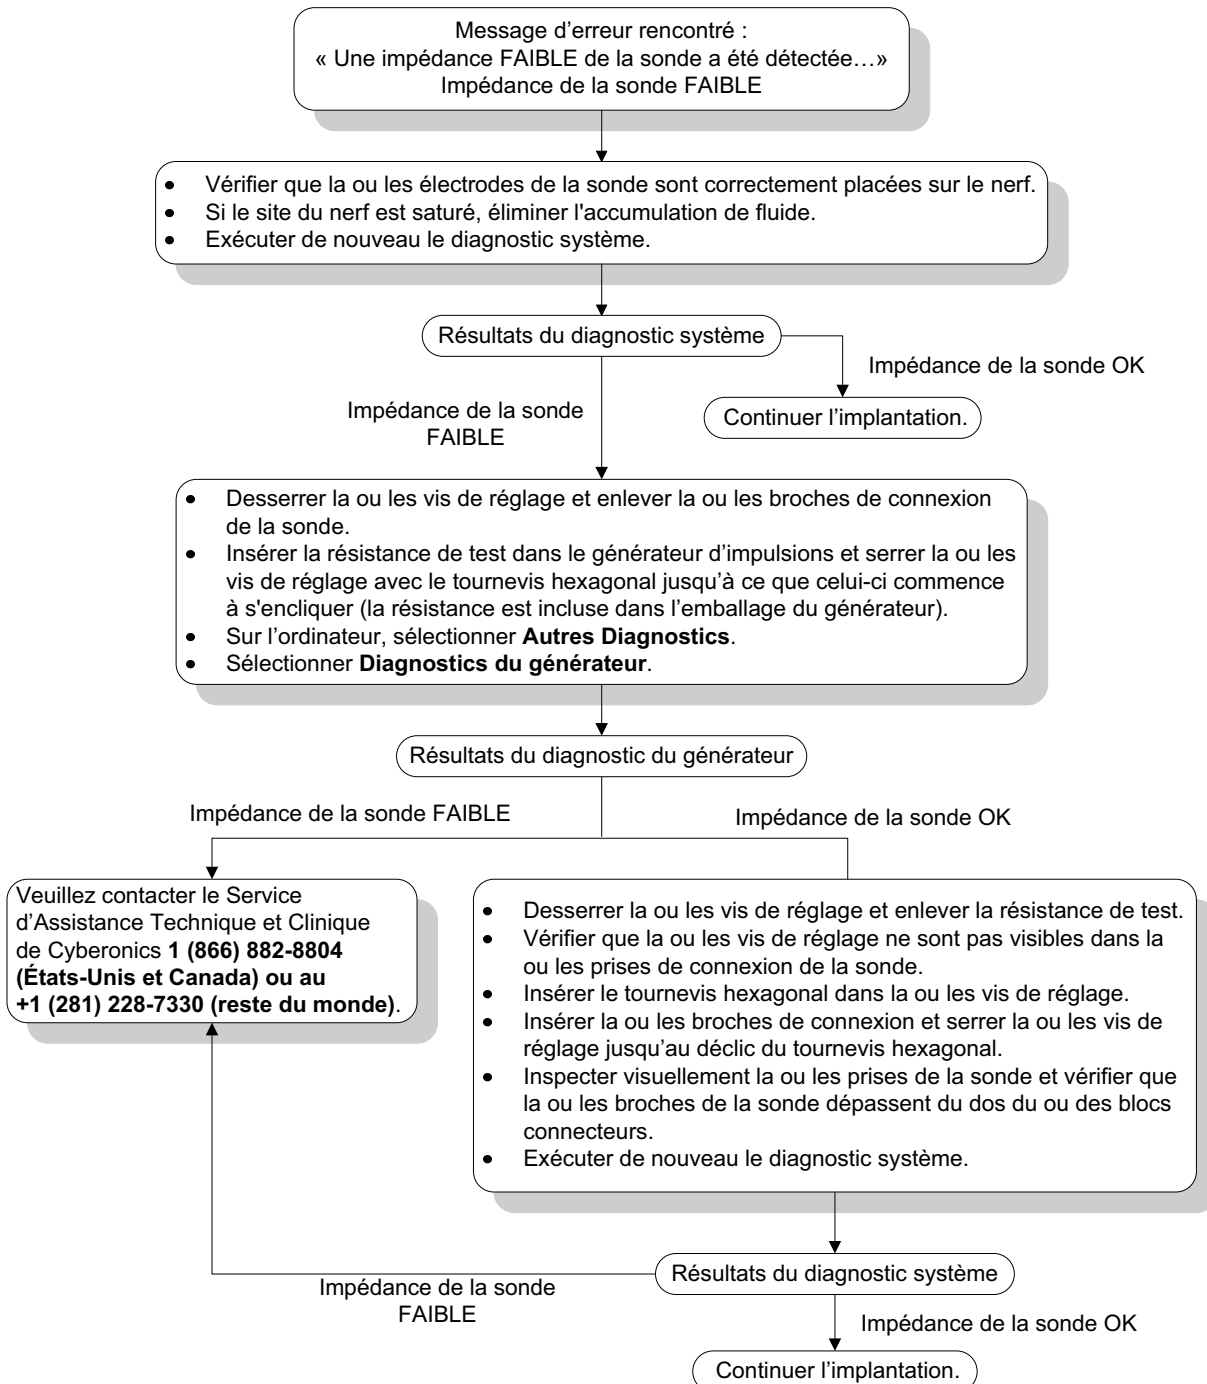 Message d’erreur rencontré :
« Une impédance FAIBLE de la sonde a été détectée…»
Impédance de la sonde FAIBLE
• Vérifier que la ou les électrodes de la sonde sont correctement placées sur le nerf.
• Si le site du nerf est saturé, éliminer l'accumulation de fluide.
• Exécuter de nouveau le diagnostic système.
Résultats du diagnostic système
Impédance de la sonde OK
Impédance de la sonde
FAIBLE
Continuer l’implantation.
• Desserrer la ou les vis de réglage et enlever la ou les broches de connexion
de la sonde.
• Insérer la résistance de test dans le générateur d’impulsions et serrer la ou les
vis de réglage avec le tournevis hexagonal jusqu’à ce que celui-ci commence
à s'encliquer (la résistance est incluse dans l’emballage du générateur).
• Sur l’ordinateur, sélectionner Autres Diagnostics.
• Sélectionner Diagnostics du générateur.
Résultats du diagnostic du générateur
Impédance de la sonde FAIBLE
Impédance de la sonde OK
Veuillez contacter le Service
d’Assistance Technique et Clinique
de Cyberonics 1 (866) 882-8804
(États-Unis et Canada) ou au
+1 (281) 228-7330 (reste du monde).
• Desserrer la ou les vis de réglage et enlever la résistance de test.
• Vérifier que la ou les vis de réglage ne sont pas visibles dans la
ou les prises de connexion de la sonde.
• Insérer le tournevis hexagonal dans la ou les vis de réglage.
• Insérer la ou les broches de connexion et serrer la ou les vis de
réglage jusqu’au déclic du tournevis hexagonal.
• Inspecter visuellement la ou les prises de la sonde et vérifier que
la ou les broches de la sonde dépassent du dos du ou des blocs
connecteurs.
• Exécuter de nouveau le diagnostic système.
Résultats du diagnostic système
Impédance de la sonde
FAIBLE
Impédance de la sonde OK
Continuer l’implantation.